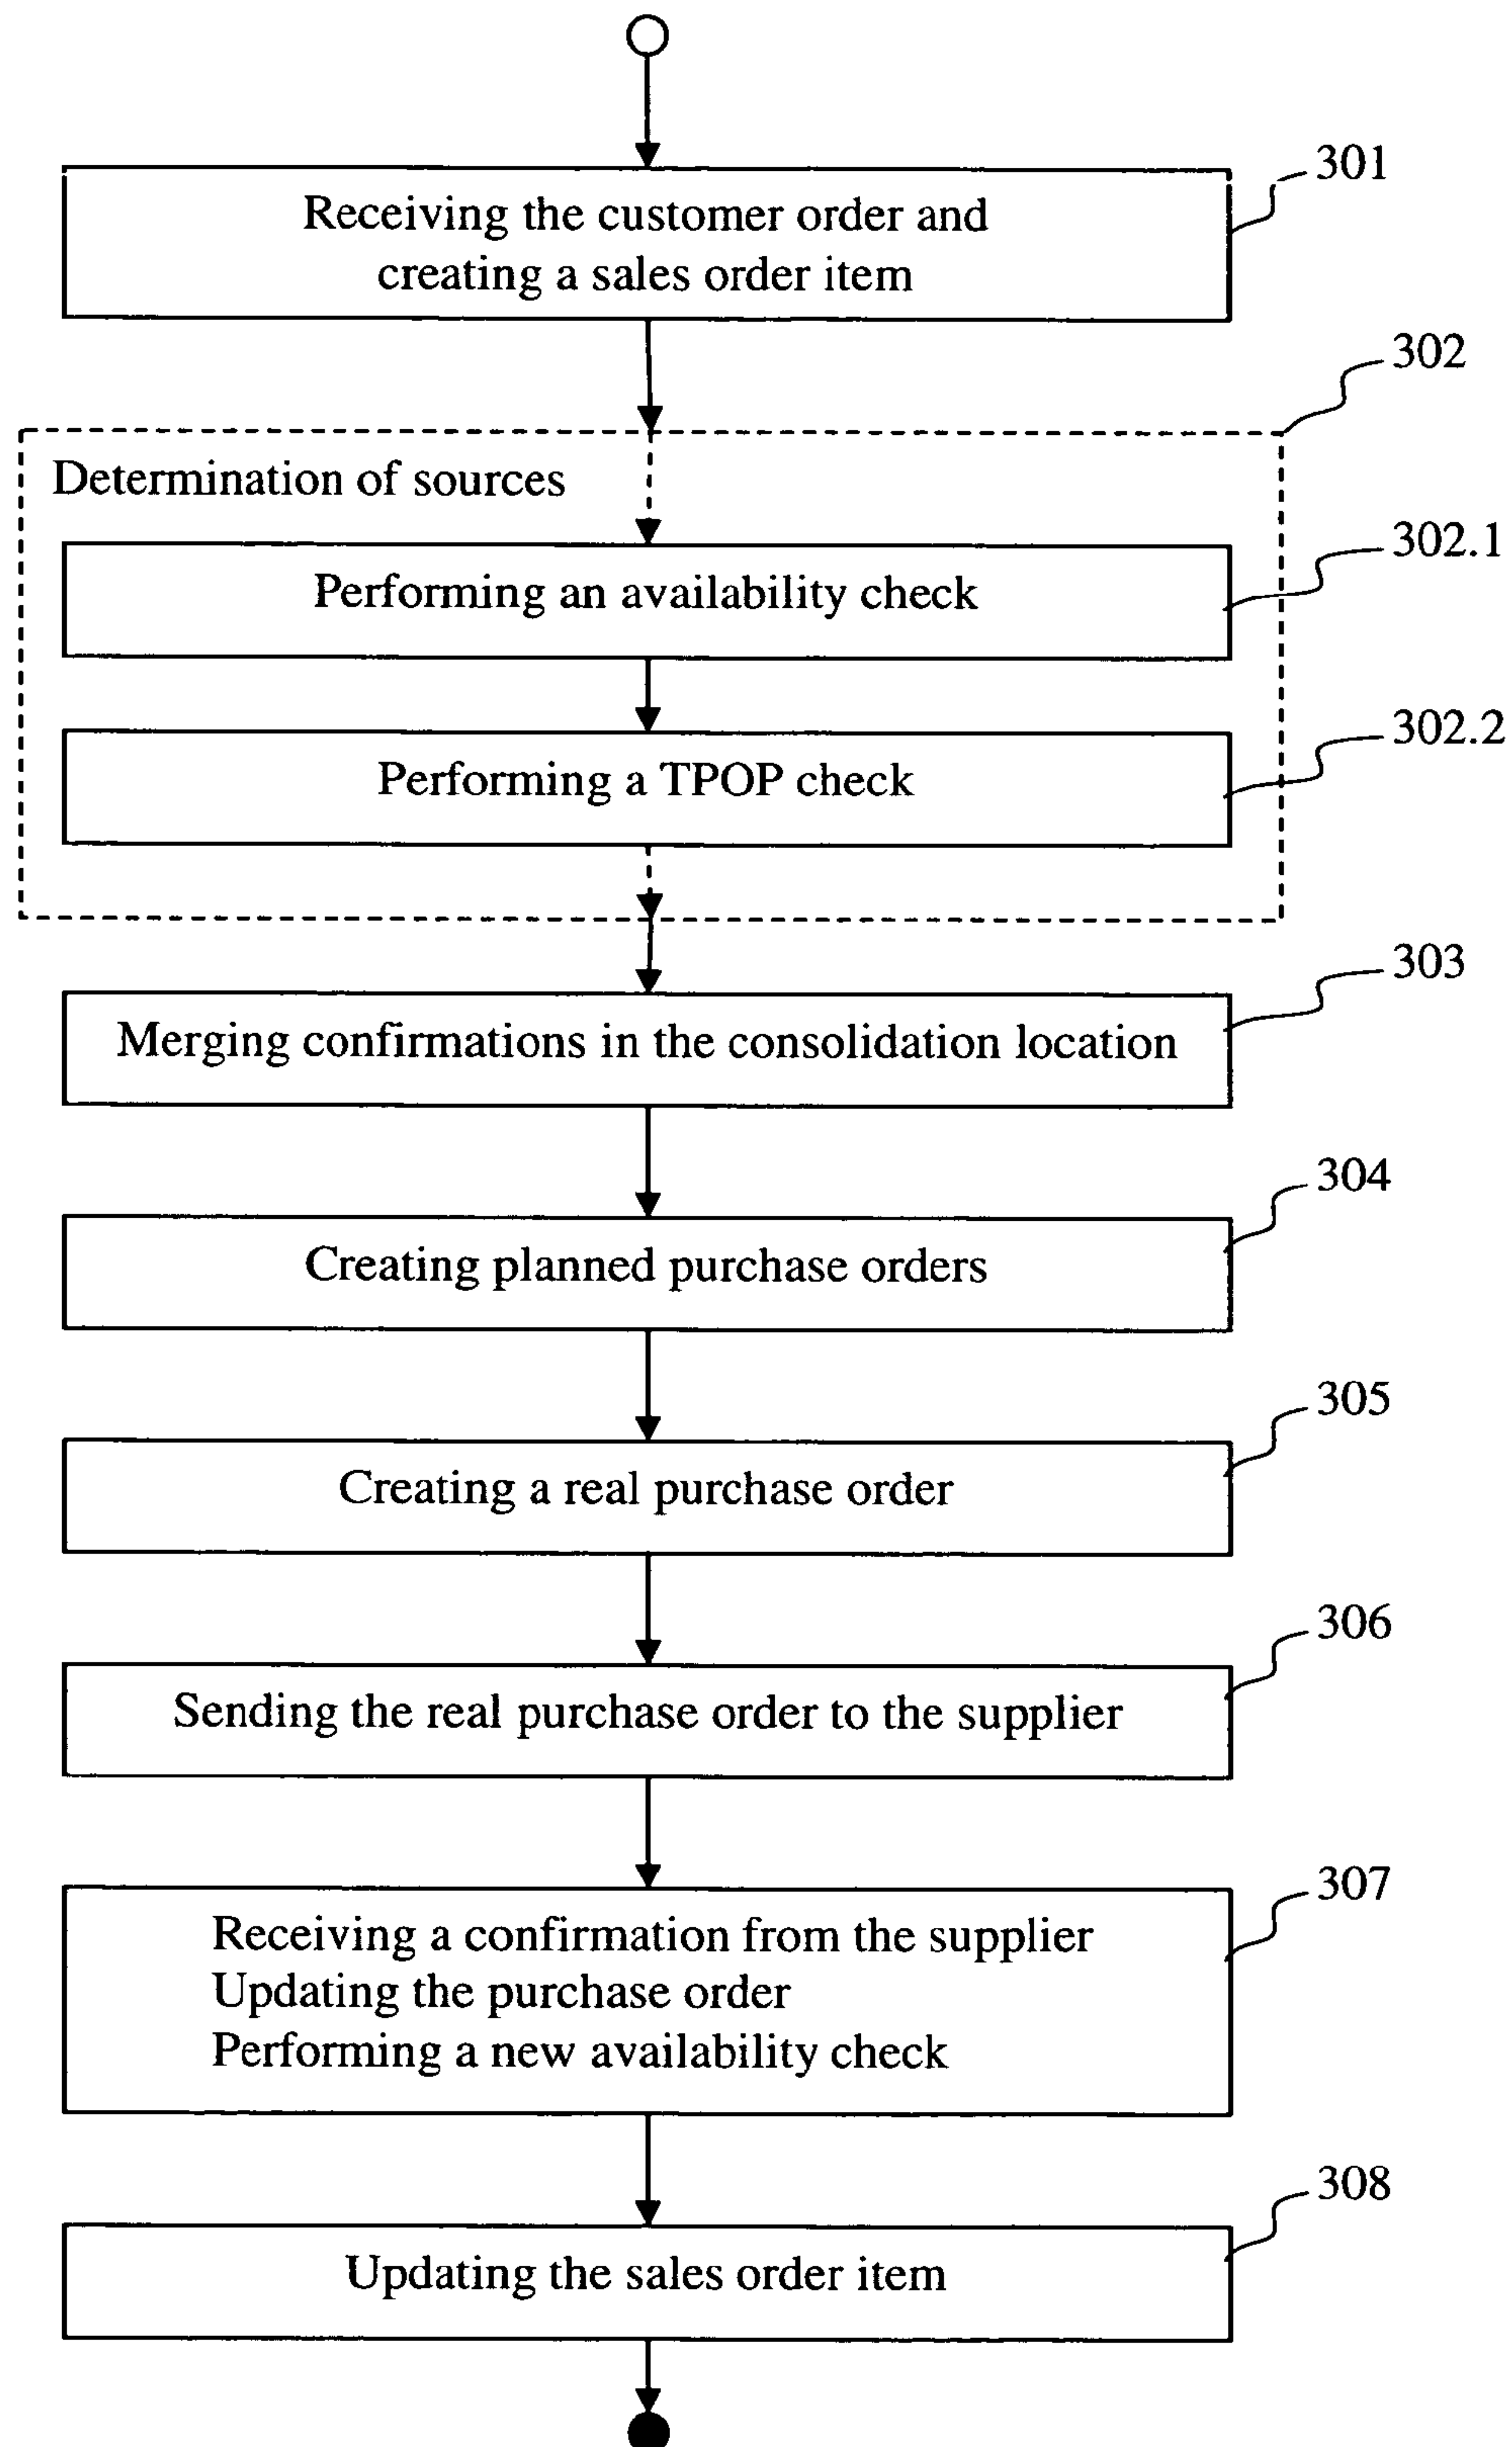 301
Receiving the customer order and
creating a sales order item
302
Determination of sources
302.1
Performing an availability check
302.2
Performing a TPOP check
303
Merging confirmations in the consolidation location
304
Creating planned purchase orders
305
Creating a real purchase order
306
Sending the real purchase order to the supplier
307
Receiving a confirmation from the supplier
Updating the purchase order
Performing a new availability check
308
Updating the sales order item